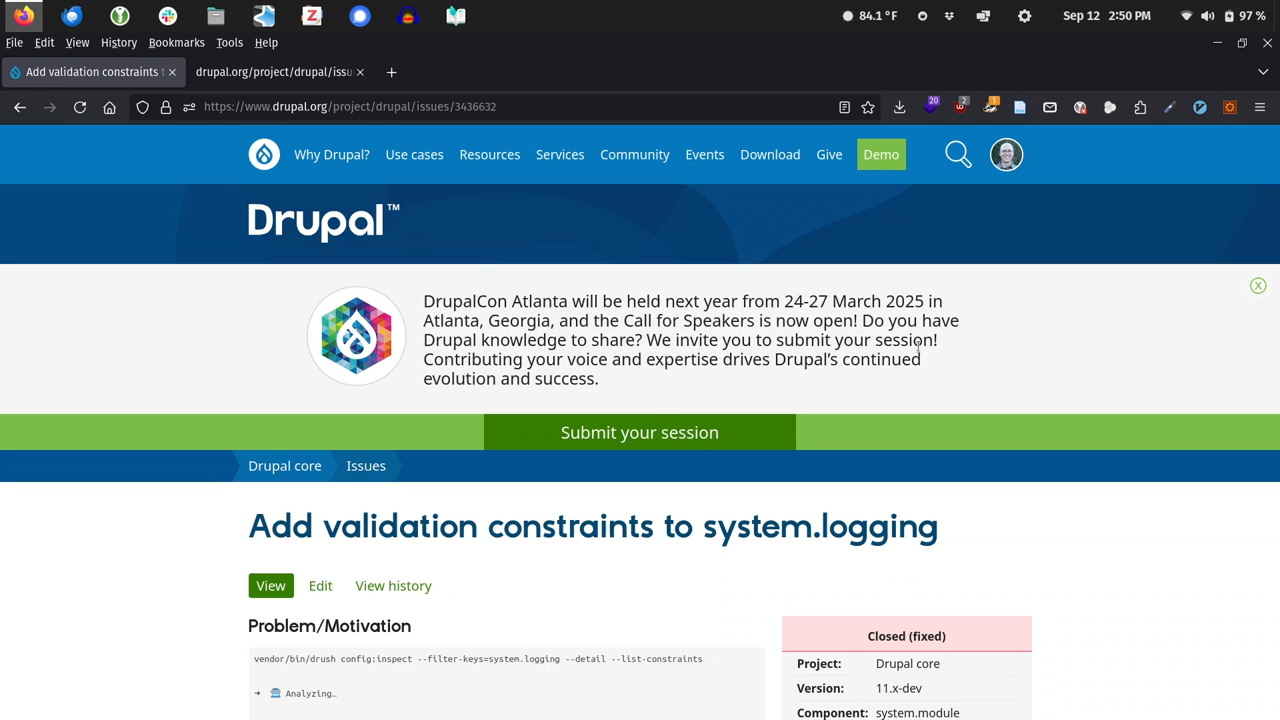 84.1 °F
Sep 12 2:50 PM
97 %
File Edit View History Bookmarks Tools Help
Add validation constraints t
drupal.org/project/drupal/issu
https://www.drupal.org/project/drupal/issues/3436632
20
2
1
Why Drupal? Use cases Resources Services Community Events Download Give Demo
Drupal™
DrupalCon Atlanta will be held next year from 24-27 March 2025 in
Atlanta, Georgia, and the Call for Speakers is now open! Do you have
Drupal knowledge to share? We invite you to submit your session!
Contributing your voice and expertise drives Drupal's continued
evolution and success.
X
Submit your session
Drupal core Issues
Add validation constraints to system.logging
View Edit View history
Problem/Motivation
vendor/bin/drush config:inspect --filter-keys=system.logging --detail --list-constraints
➜ 🤖 Analyzing…
Closed (fixed)
Project: Drupal core
Version: 11.x-dev
Component: system.module